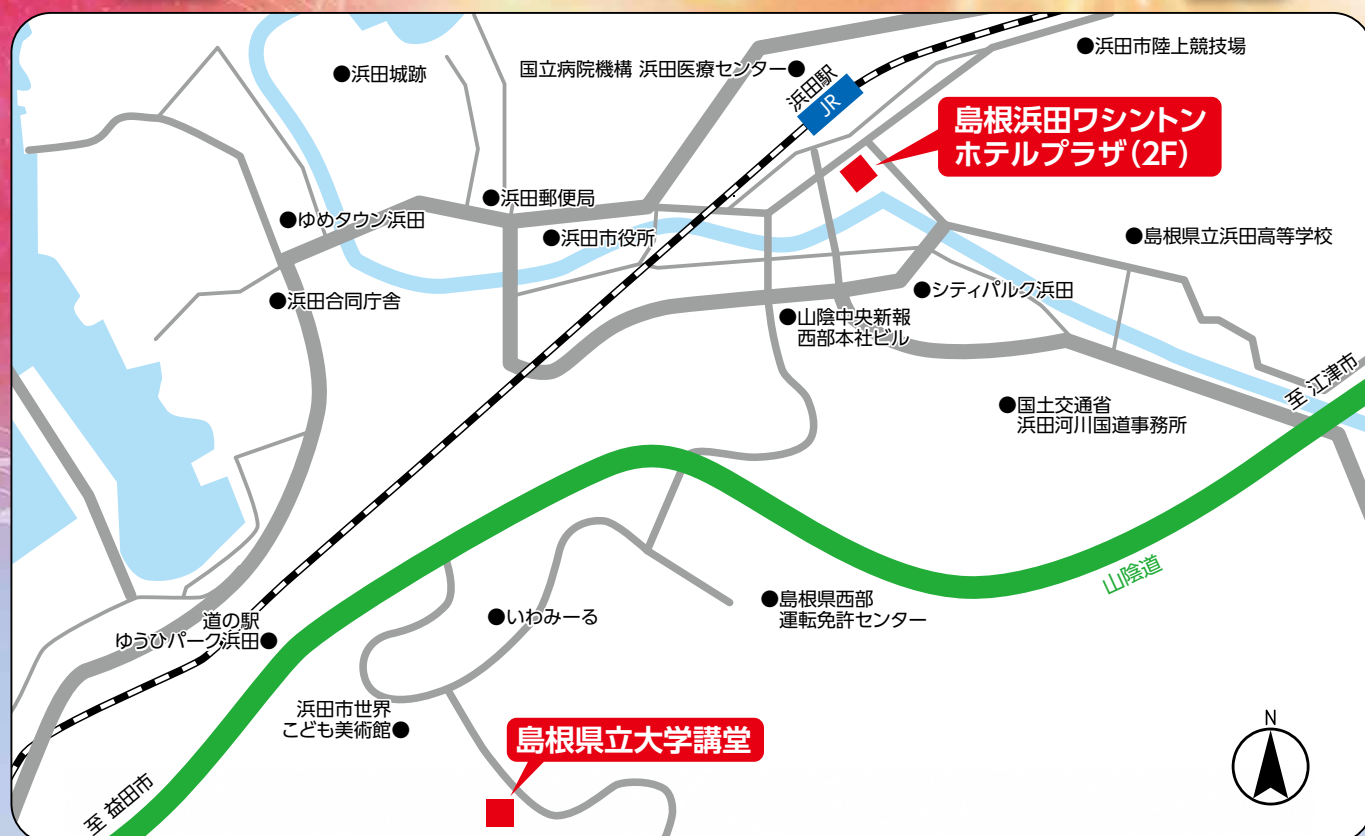 浜田市陸上競技場
浜田城跡
国立病院機構 浜田医療センター
浜田駅
JR
島根浜田ワシントン
ホテルプラザ(2F)
浜田郵便局
ゆめタウン浜田
浜田市役所
島根県立浜田高等学校
シティパルク浜田
浜田合同庁舎
山陰中央新報
西部本社ビル
至 江津市
国土交通省
浜田河川国道事務所
山陰道
島根県西部
運転免許センター
いわみーる
道の駅
ゆうひパーク浜田
浜田市世界
こども美術館
島根県立大学講堂
N
至 益田市